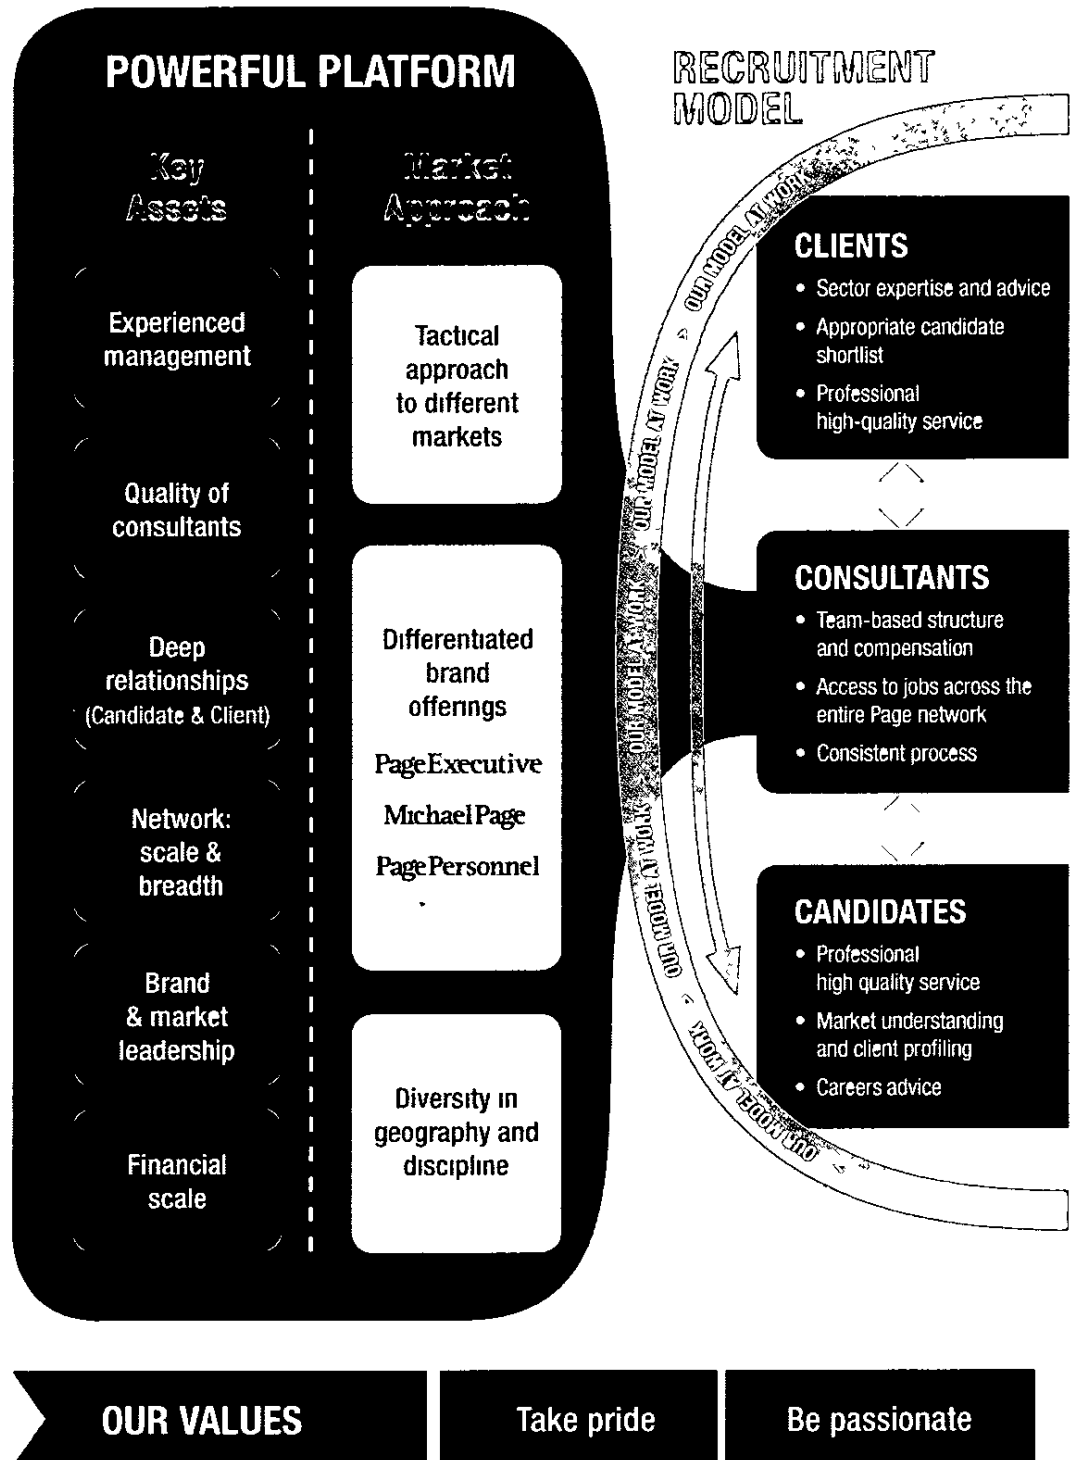 POWERFUL PLATFORM
Key
Assets
Experienced
management
Quality of
consultants
Deep
relationships
(Candidate & Client)
Network:
scale &
breadth
Brand
& market
leadership
Financial
scale
Market
Approach
Tactical
approach
to different
markets
Differentiated
brand
offerings
PageExecutive
MichaelPage
PagePersonnel
Diversity in
geography and
discipline
RECRUITMENT
MODEL
OUR MODEL AT WORK
OUR MODEL AT WORK
OUR MODEL AT WORK
OUR MODEL AT WORK
OUR MODEL AT WORK
CLIENTS
• Sector expertise and advice
• Appropriate candidate
shortlist
• Professional
high-quality service
CONSULTANTS
• Team-based structure
and compensation
• Access to jobs across the
entire Page network
• Consistent process
CANDIDATES
• Professional
high quality service
• Market understanding
and client profiling
• Careers advice
OUR VALUES
Take pride
Be passionate